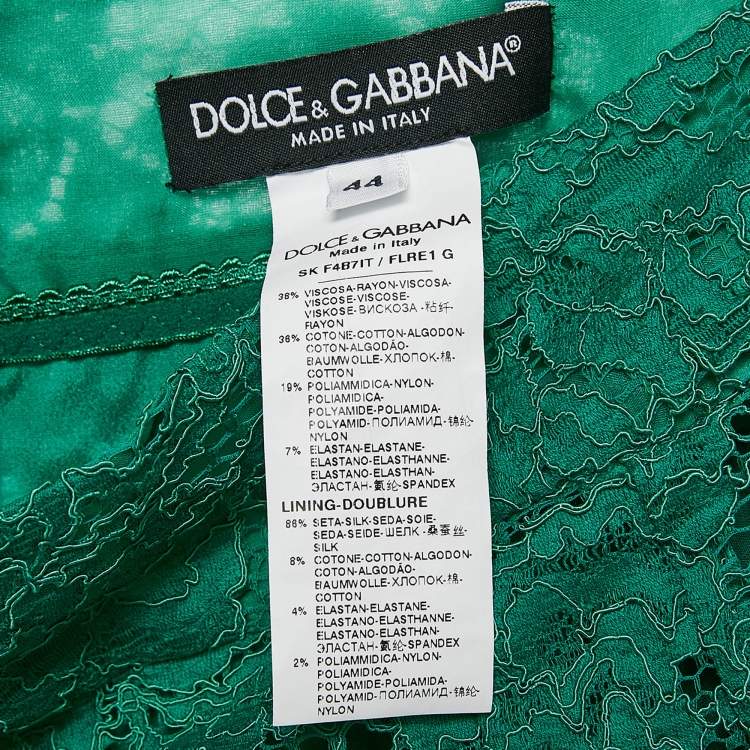 DOLCE & GABBANA®
MADE IN ITALY
44
DOLCE & GABBANA
Made in Italy
SK F4B7IT / FLRE1 G
38% VISCOSA-RAYON-VISCOSA-
VISCOSE-VISCOSE-
VISKOSE-ВИСКОЗА-粘纤-
RAYON
36% COTONE-COTTON-ALGODON-
COTON-ALGODÃO-
BAUMWOLLE-ХЛОПОК-棉-
COTTON
19% POLIAMMIDICA-NYLON-
POLIAMIDICA-
POLYAMIDE-POLIAMIDA-
POLYAMID-ПОЛИАМИД-锦纶-
NYLON
7% ELASTAN-ELASTANE-
ELASTANO-ELASTHANNE-
ELASTANO-ELASTHAN-
ЭЛАСТАН-氨纶-SPANDEX
LINING-DOUBLURE
86% SETA-SILK-SEDA-SOIE-
SEDA-SEIDE-ШЕЛК-桑蚕丝-
SILK
8% COTONE-COTTON-ALGODON-
COTON-ALGODÃO-
BAUMWOLLE-ХЛОПОК-棉-
COTTON
4% ELASTAN-ELASTANE-
ELASTANO-ELASTHANNE-
ELASTANO-ELASTHAN-
ЭЛАСТАН-氨纶-SPANDEX
2% POLIAMMIDICA-NYLON-
POLIAMIDICA-
POLYAMIDE-POLIAMIDA-
POLYAMID-ПОЛИАМИД-锦纶-
NYLON